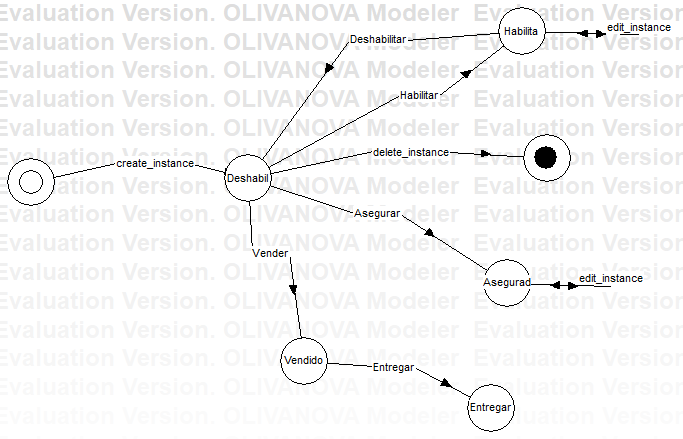 Evaluation Version. OLIVANOVA Modeler Evaluation Version
Deshabilitar
Habilita
edit_instance
Habilitar
create_instance
delete_instance
Deshabil
Asegurar
Vender
Asegurad
edit_instance
Vendido
Entregar
Entregar